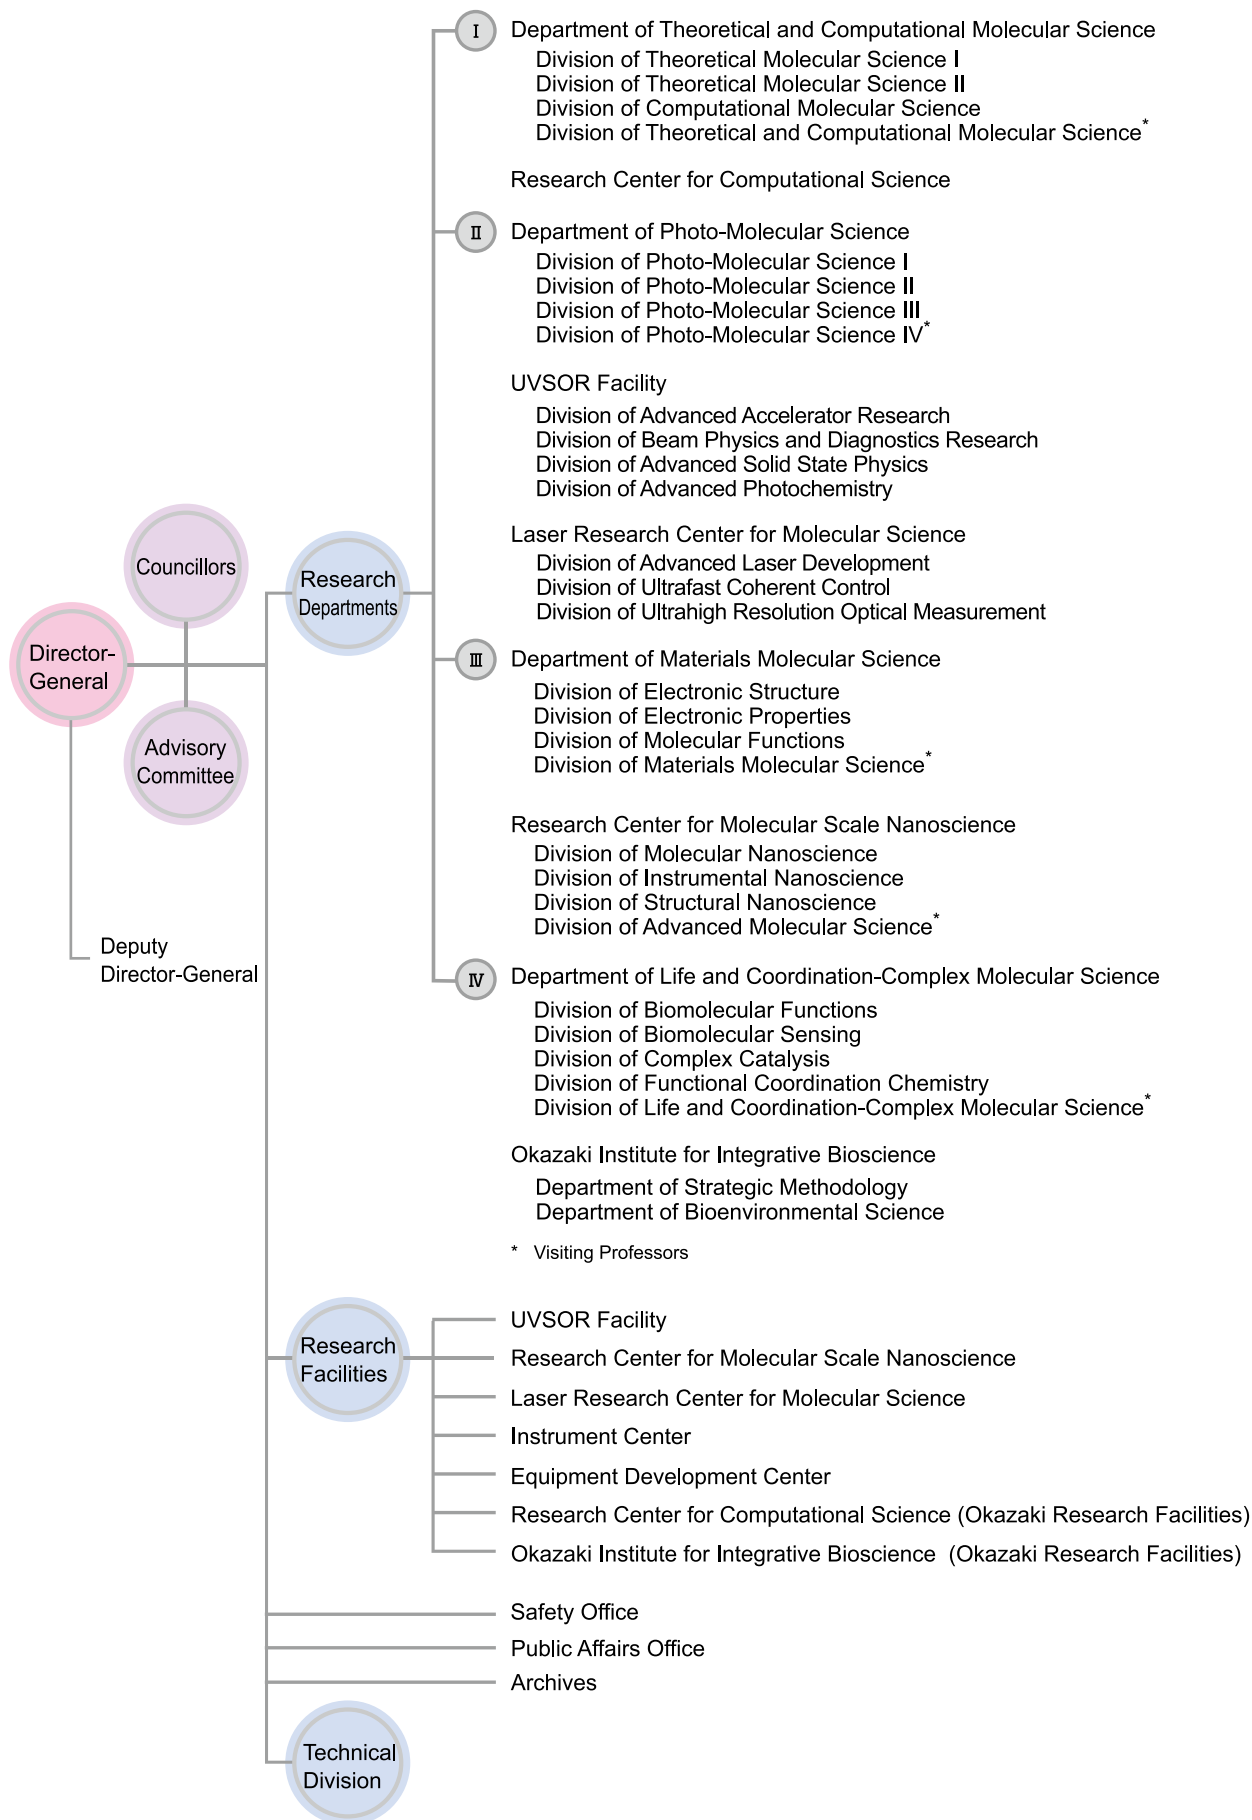 Director-
General
Councillors
Advisory
Committee
Deputy
Director-General
Research
Departments
I
Department of Theoretical and Computational Molecular Science
Division of Theoretical Molecular Science I
Division of Theoretical Molecular Science II
Division of Computational Molecular Science
Division of Theoretical and Computational Molecular Science*
Research Center for Computational Science
II
Department of Photo-Molecular Science
Division of Photo-Molecular Science I
Division of Photo-Molecular Science II
Division of Photo-Molecular Science III
Division of Photo-Molecular Science IV*
UVSOR Facility
Division of Advanced Accelerator Research
Division of Beam Physics and Diagnostics Research
Division of Advanced Solid State Physics
Division of Advanced Photochemistry
Laser Research Center for Molecular Science
Division of Advanced Laser Development
Division of Ultrafast Coherent Control
Division of Ultrahigh Resolution Optical Measurement
III
Department of Materials Molecular Science
Division of Electronic Structure
Division of Electronic Properties
Division of Molecular Functions
Division of Materials Molecular Science*
Research Center for Molecular Scale Nanoscience
Division of Molecular Nanoscience
Division of Instrumental Nanoscience
Division of Structural Nanoscience
Division of Advanced Molecular Science*
IV
Department of Life and Coordination-Complex Molecular Science
Division of Biomolecular Functions
Division of Biomolecular Sensing
Division of Complex Catalysis
Division of Functional Coordination Chemistry
Division of Life and Coordination-Complex Molecular Science*
Okazaki Institute for Integrative Bioscience
Department of Strategic Methodology
Department of Bioenvironmental Science
* Visiting Professors
Research
Facilities
UVSOR Facility
Research Center for Molecular Scale Nanoscience
Laser Research Center for Molecular Science
Instrument Center
Equipment Development Center
Research Center for Computational Science (Okazaki Research Facilities)
Okazaki Institute for Integrative Bioscience (Okazaki Research Facilities)
Safety Office
Public Affairs Office
Archives
Technical
Division